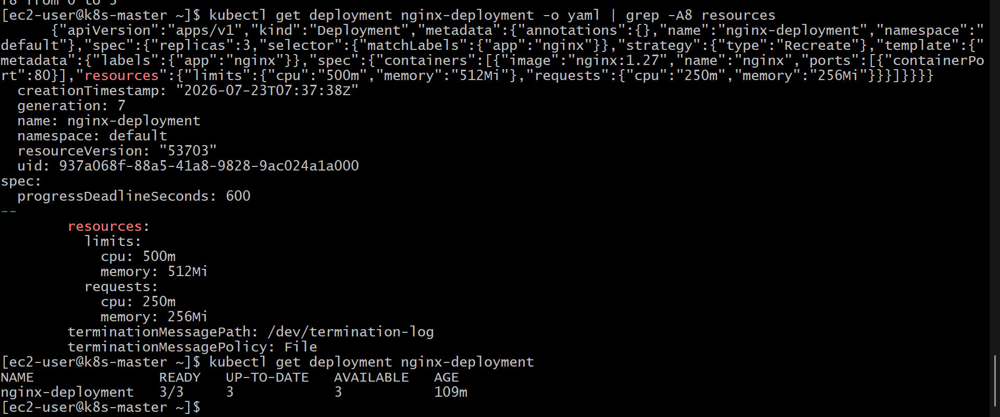 f8 from 0 to 3
[ec2-user@k8s-master ~]$ kubectl get deployment nginx-deployment -o yaml | grep -A8 resources
      {"apiVersion":"apps/v1","kind":"Deployment","metadata":{"annotations":{},"name":"nginx-deployment","namespace":"
default"},"spec":{"replicas":3,"selector":{"matchLabels":{"app":"nginx"}},"strategy":{"type":"Recreate"},"template":{"
metadata":{"labels":{"app":"nginx"}},"spec":{"containers":[{"image":"nginx:1.27","name":"nginx","ports":[{"containerPo
rt":80}],"resources":{"limits":{"cpu":"500m","memory":"512Mi"},"requests":{"cpu":"250m","memory":"256Mi"}}}]}}}}
  creationTimestamp: "2026-07-23T07:37:38Z"
  generation: 7
  name: nginx-deployment
  namespace: default
  resourceVersion: "53703"
  uid: 937a068f-88a5-41a8-9828-9ac024a1a000
spec:
  progressDeadlineSeconds: 600
--
        resources:
          limits:
            cpu: 500m
            memory: 512Mi
          requests:
            cpu: 250m
            memory: 256Mi
        terminationMessagePath: /dev/termination-log
        terminationMessagePolicy: File
[ec2-user@k8s-master ~]$ kubectl get deployment nginx-deployment
NAME               READY   UP-TO-DATE   AVAILABLE   AGE
nginx-deployment   3/3     3            3           109m
[ec2-user@k8s-master ~]$